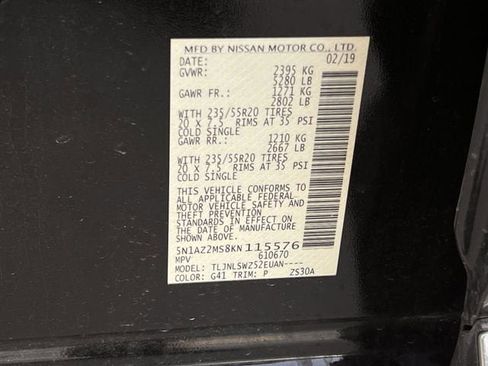 MFD BY NISSAN MOTOR CO., LTD.
DATE: 02/19
GVWR: 2395 KG
5280 LB
GAWR FR.: 1271 KG
2802 LB
WITH 235/55R20 TIRES
20 x 7.5 RIMS AT 35 PSI
COLD SINGLE
GAWR RR.: 1210 KG
2667 LB
WITH 235/55R20 TIRES
20 x 7.5 RIMS AT 35 PSI
COLD SINGLE
THIS VEHICLE CONFORMS TO
ALL APPLICABLE FEDERAL
MOTOR VEHICLE SAFETY AND
THEFT PREVENTION
STANDARDS IN EFFECT ON THE
DATE OF MANUFACTURE SHOWN
ABOVE.
5N1AZ2MS8KN 115576
MPV 610670
MODEL: TLJNLSWZ52EUAN----
COLOR: G41 TRIM: P ZS30A